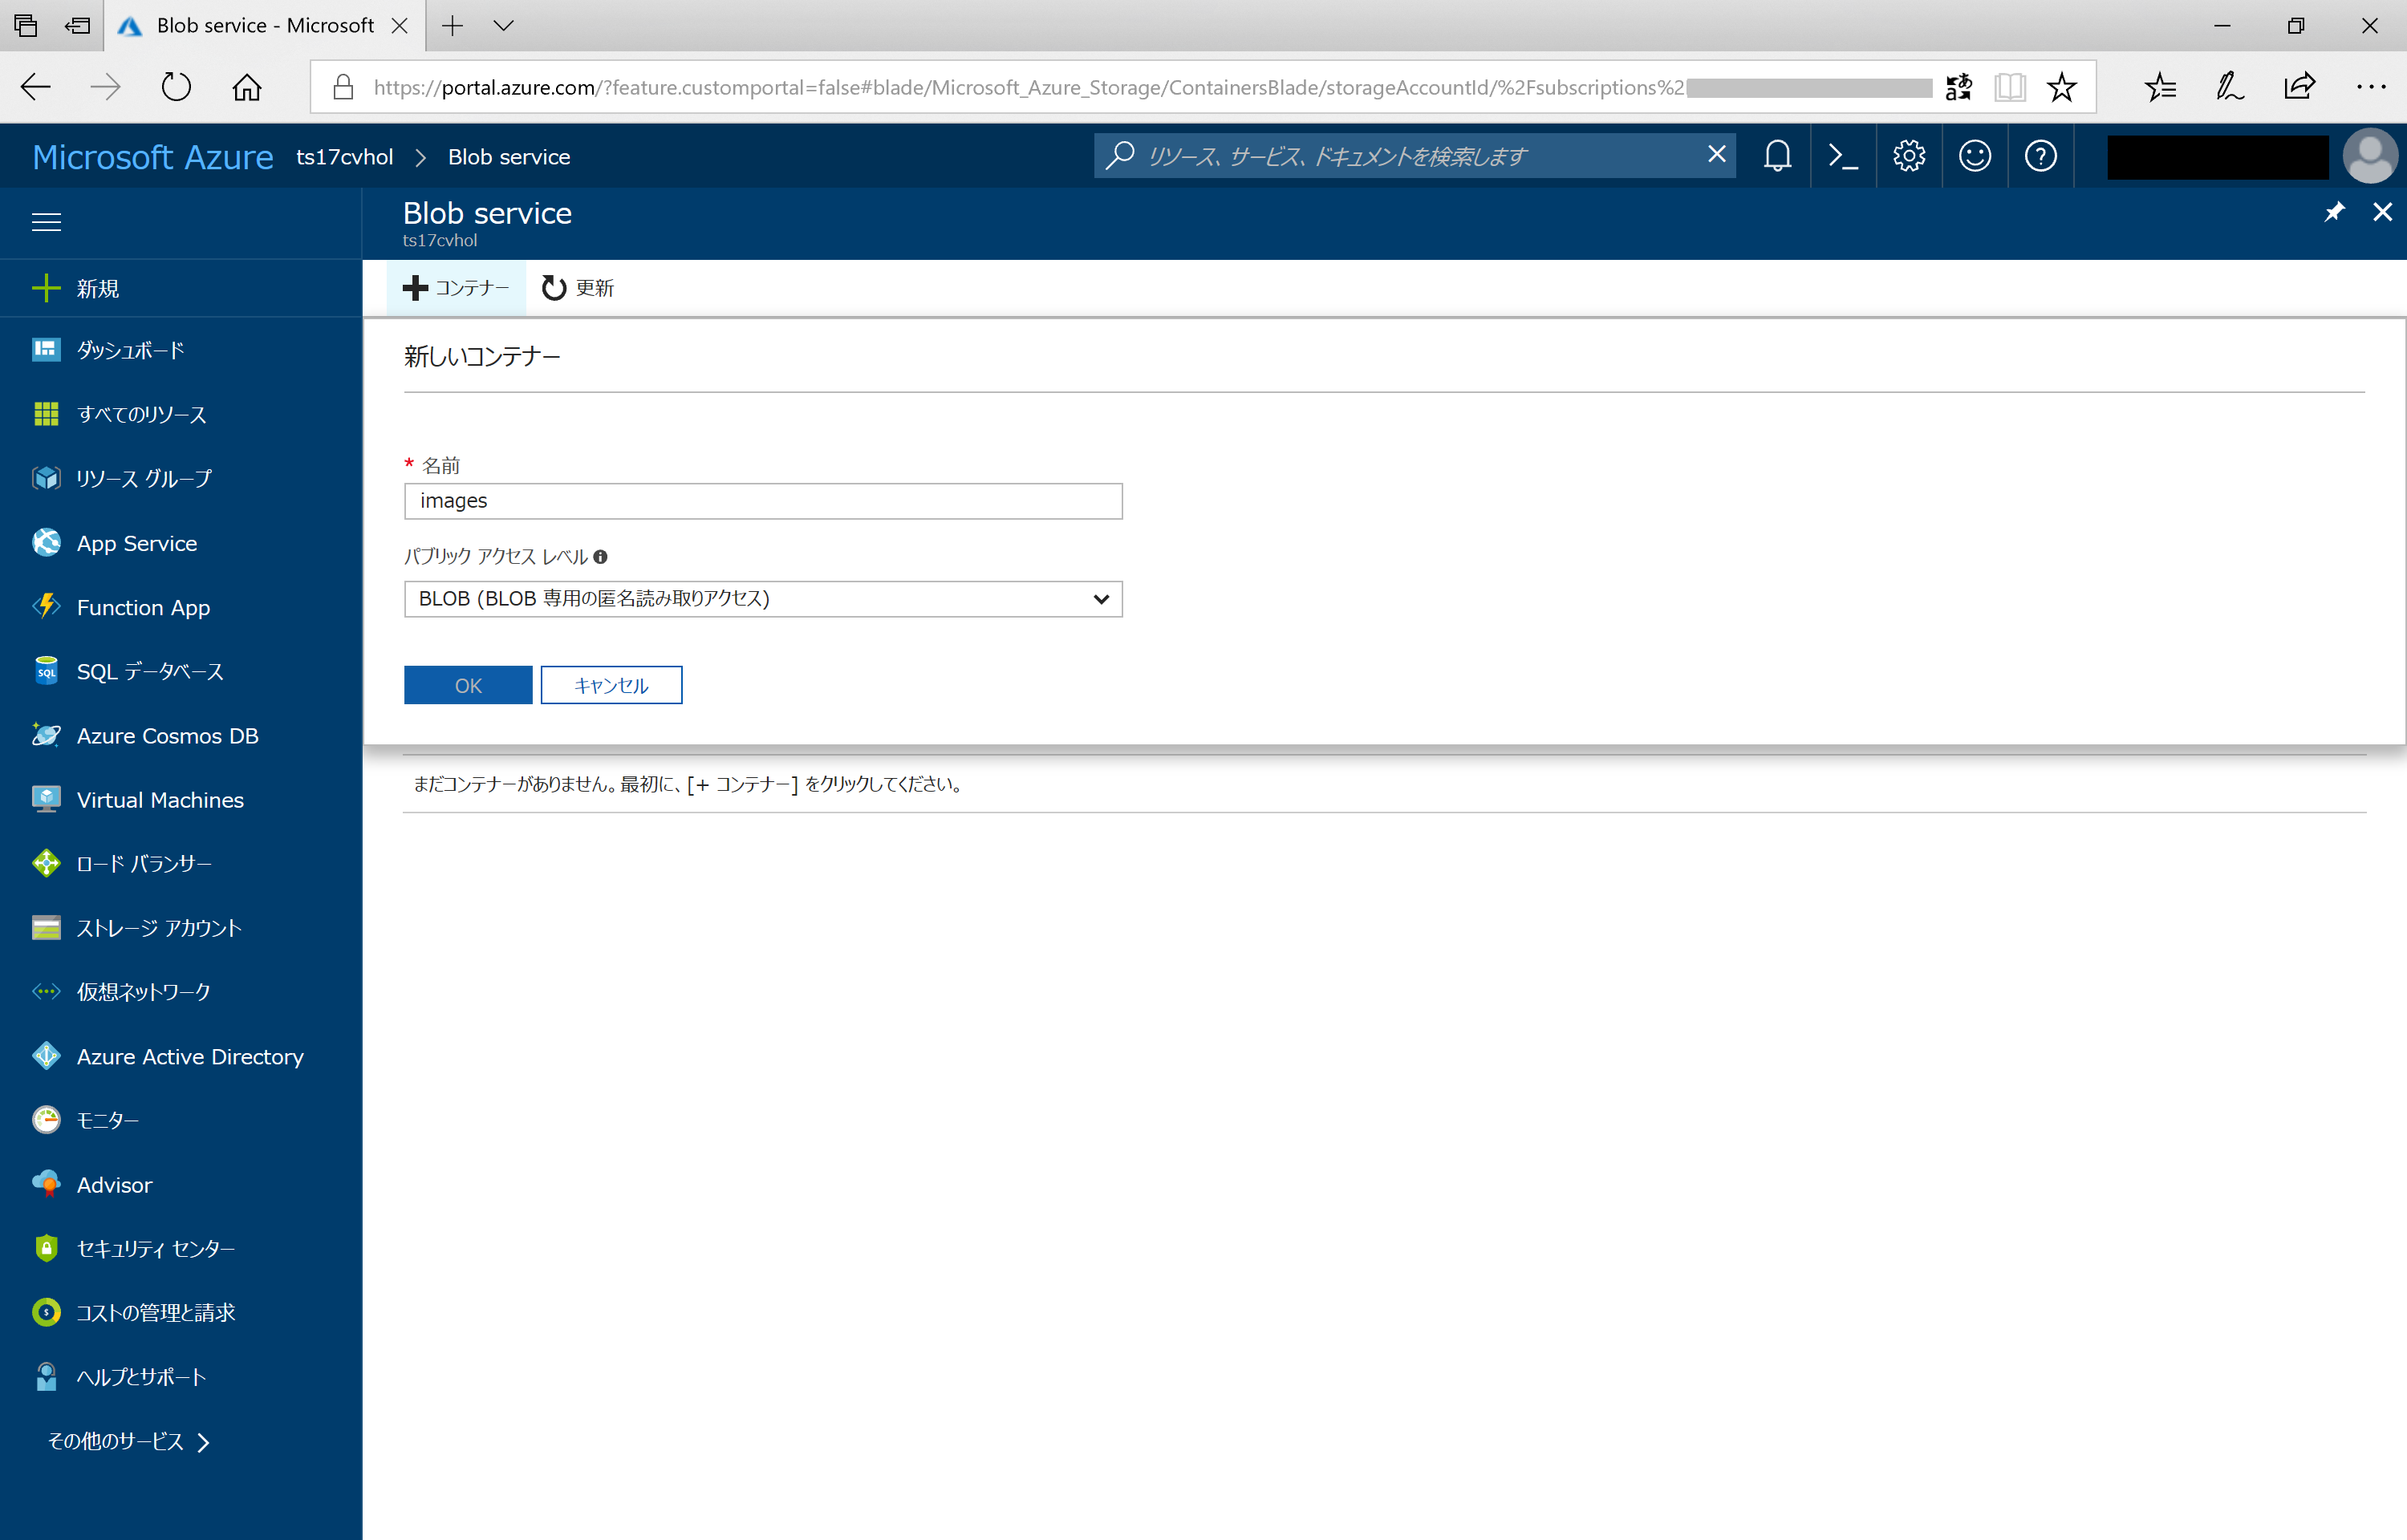 Blob service - Microsoft
https://portal.azure.com/?feature.customportal=false#blade/Microsoft_Azure_Storage/ContainersBlade/storageAccountId/%2Fsubscriptions%2
Microsoft Azure ts17cvhol > Blob service
リソース、サービス、ドキュメントを検索します
Blob service
ts17cvhol
コンテナー 更新
新しいコンテナー
* 名前
images
パブリック アクセス レベル
BLOB (BLOB 専用の匿名読み取りアクセス)
OK キャンセル
まだコンテナーがありません。最初に、[+ コンテナー] をクリックしてください。
新規
ダッシュボード
すべてのリソース
リソース グループ
App Service
Function App
SQL データベース
Azure Cosmos DB
Virtual Machines
ロード バランサー
ストレージ アカウント
仮想ネットワーク
Azure Active Directory
モニター
Advisor
セキュリティ センター
コストの管理と請求
ヘルプとサポート
その他のサービス >